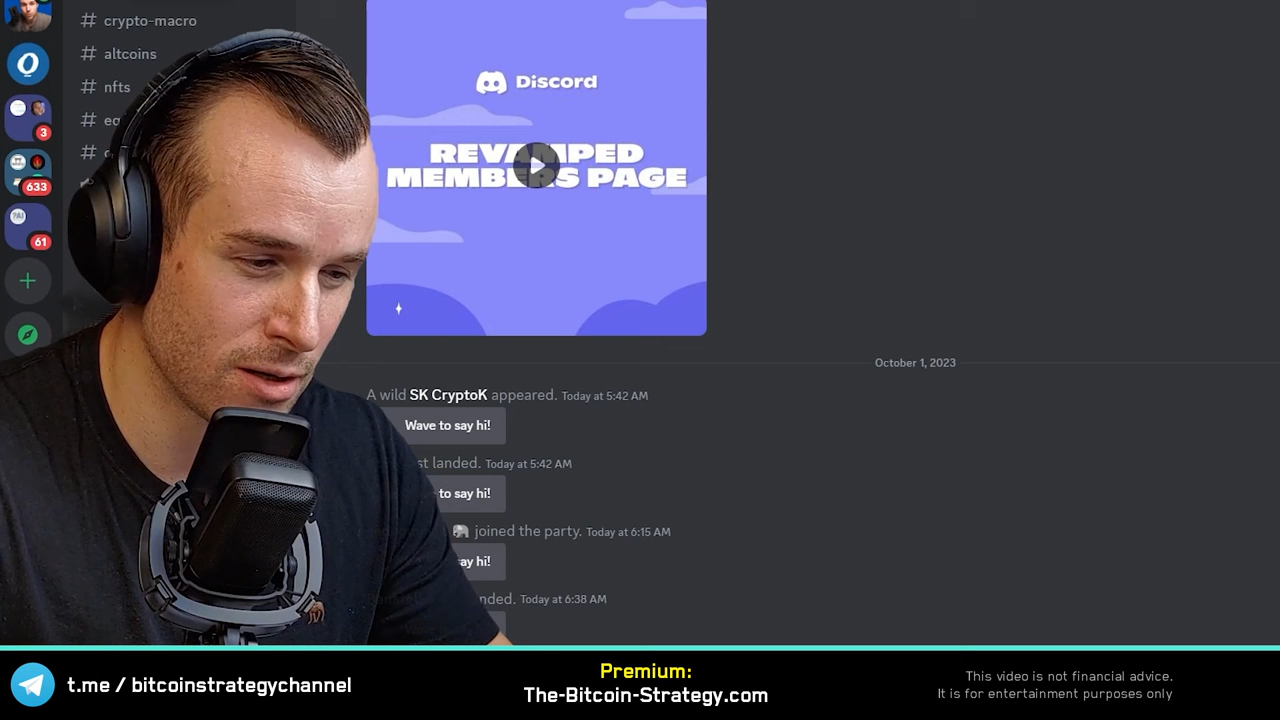 # crypto-macro
# altcoins
# nfts
#
#
3
633
61
Discord
REVAMPED
MEMBERS PAGE
October 1, 2023
A wild SK CryptoK appeared. Today at 5:42 AM
Wave to say hi!
landed. Today at 5:42 AM
to say hi!
joined the party. Today at 6:15 AM
say hi!
Today at 6:38 AM
t.me / bitcoinstrategychannel
Premium:
The-Bitcoin-Strategy.com
This video is not financial advice.
It is for entertainment purposes only